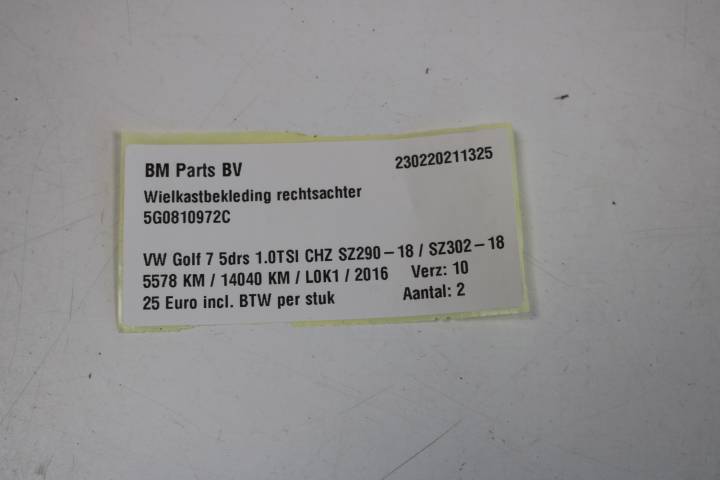 BM Parts BV 230220211325
Wielkastbekleding rechtsachter
5G0810972C
VW Golf 7 5drs 1.0TSI CHZ SZ290-18 / SZ302-18
5578 KM / 14040 KM / L0K1 / 2016 Verz: 10
25 Euro incl. BTW per stuk Aantal: 2